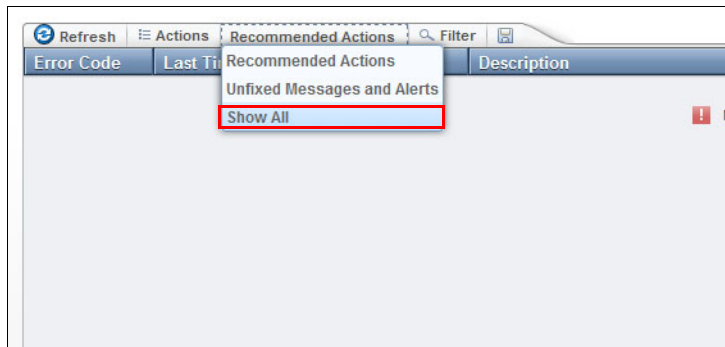 Refresh Actions Recommended Actions Filter
Error Code Last Ti Description
Recommended Actions
Unfixed Messages and Alerts
Show All